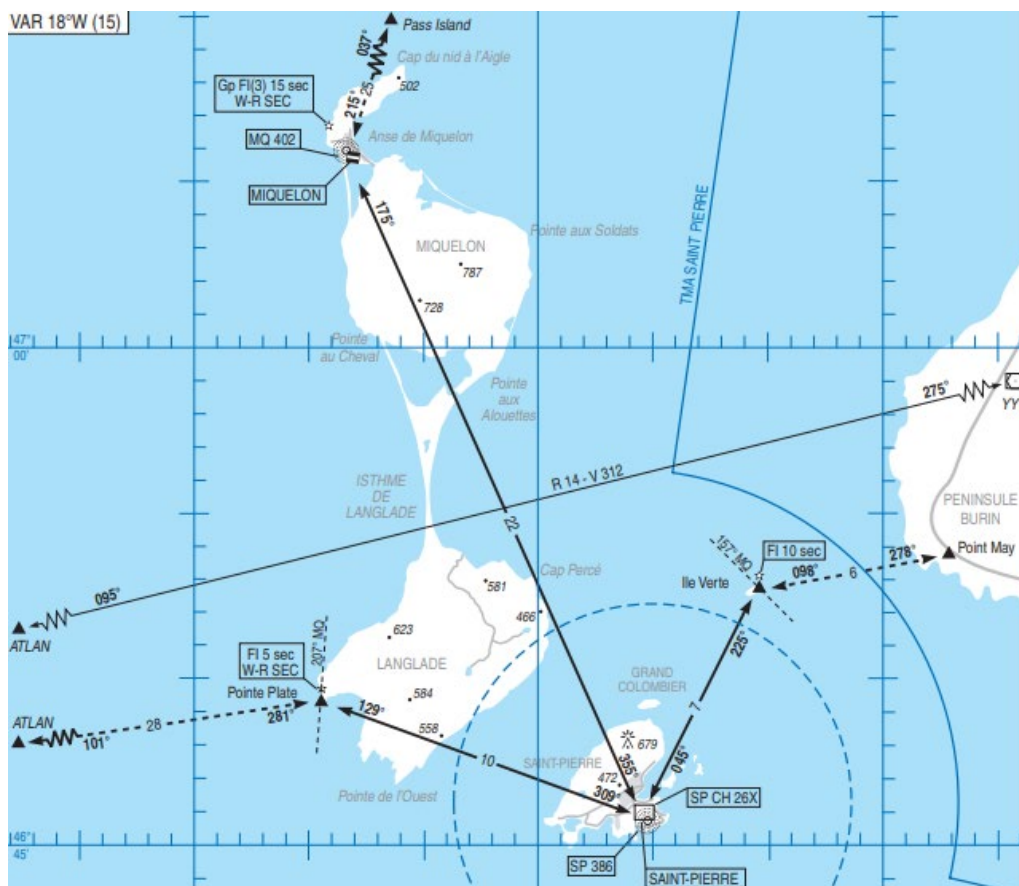 VAR 18°W (15)
Pass Island
037°
Cap du nid à l'Aigle
25
502
Gp Fl(3) 15 sec
W-R SEC
215°
MQ 402
Anse de Miquelon
MIQUELON
175°
Pointe aux Soldats
MIQUELON
787
728
TMA SAINT PIERRE
47°
00'
Pointe
au Cheval
Pointe
aux
Alouettes
275°
YY
R 14 - V 312
ISTHME
DE
LANGLADE
22
PENINSULE
BURIN
157° MQ
Fl 10 sec
278°
Point May
Cap Percé
Ile Verte
098°
6
581
095°
466
ATLAN
623
207° MQ
225°
Fl 5 sec
W-R SEC
LANGLADE
GRAND
COLOMBIER
Pointe Plate
584
129°
ATLAN
28
281°
101°
558
7
679
10
SAINT-PIERRE
355°
045°
472
309°
Pointe de l'Ouest
SP CH 26X
46°
45'
SP 386
SAINT-PIERRE